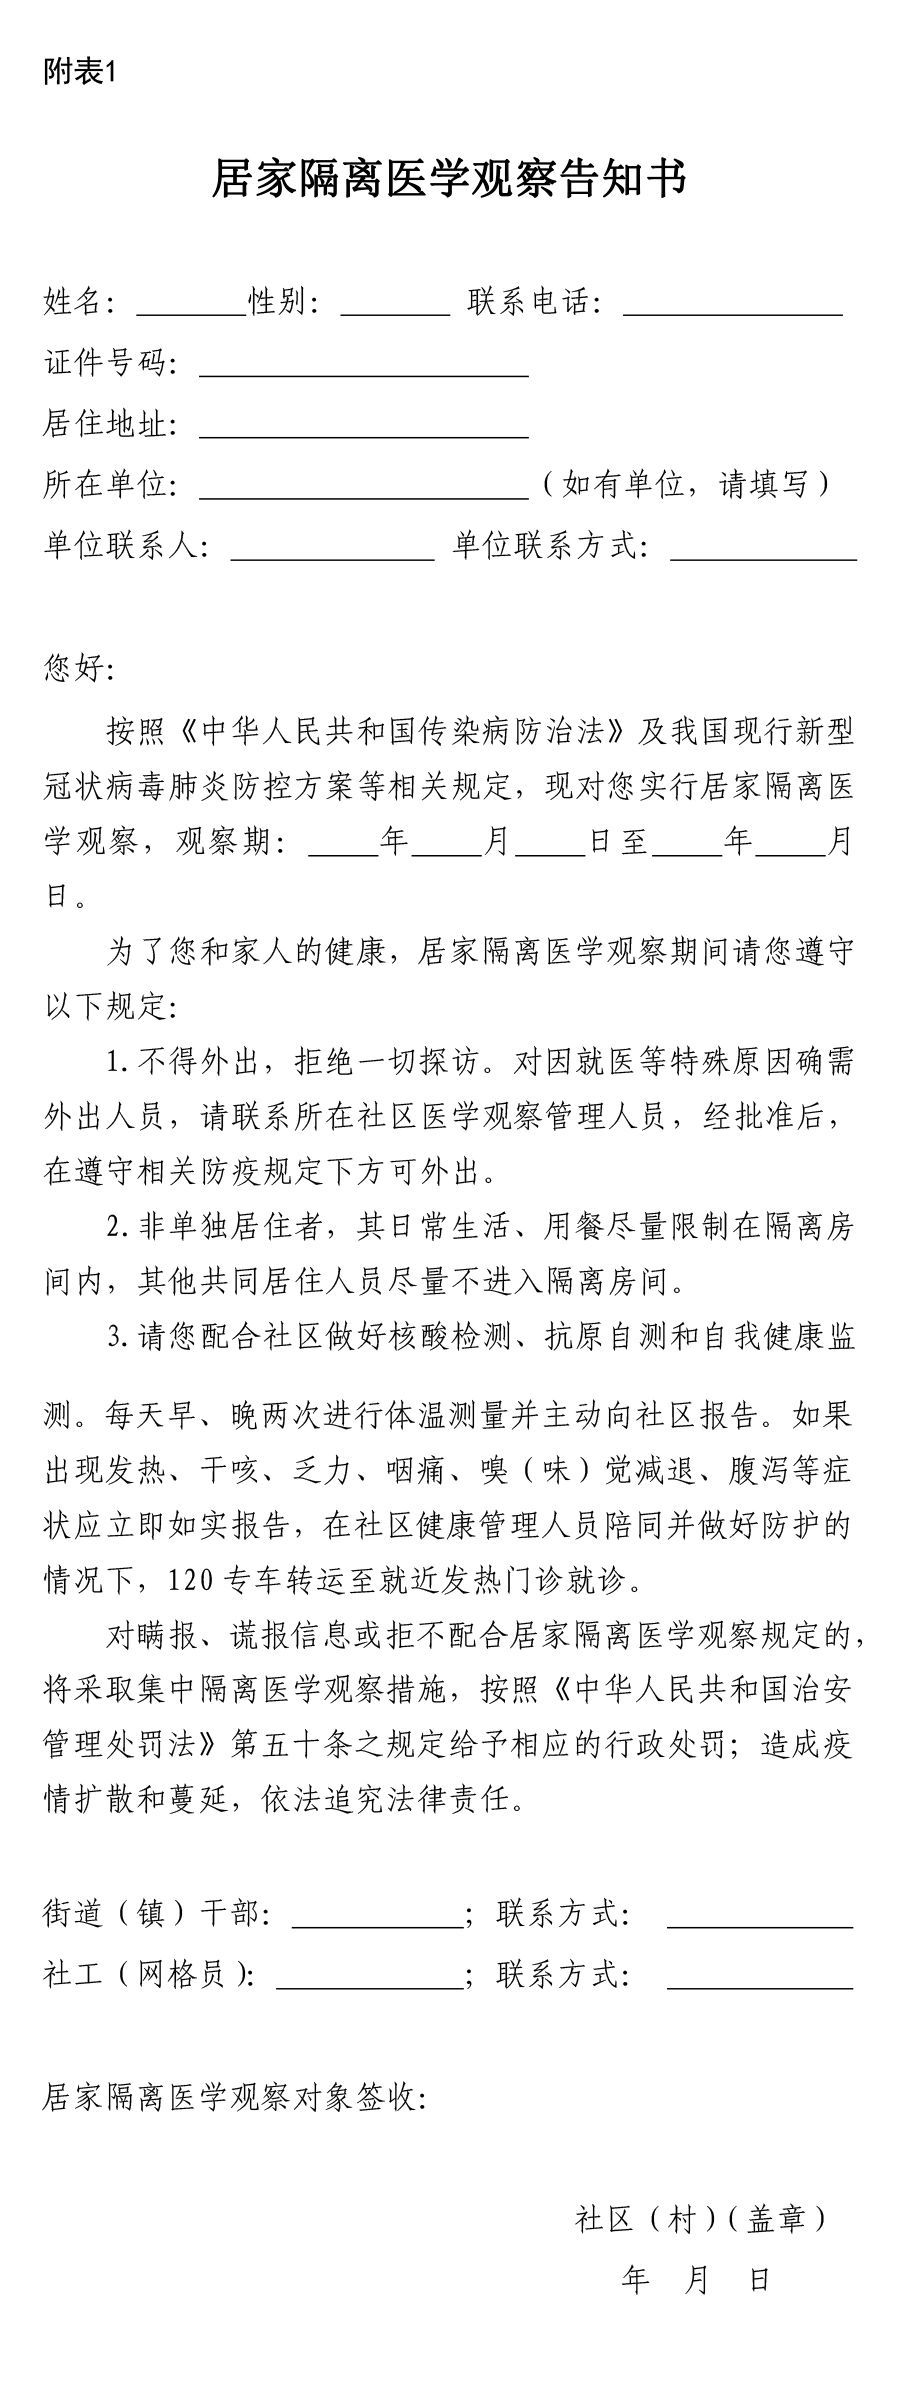 附表1
居家隔离医学观察告知书
姓名：_______性别：_______ 联系电话：______________
证件号码：_____________________
居住地址：_____________________
所在单位：_____________________（如有单位，请填写）
单位联系人：_____________ 单位联系方式：____________
您好：
按照《中华人民共和国传染病防治法》及我国现行新型
冠状病毒肺炎防控方案等相关规定，现对您实行居家隔离医
学观察，观察期：____年____月____日至____年____月
日。
为了您和家人的健康，居家隔离医学观察期间请您遵守
以下规定：
1.不得外出，拒绝一切探访。对因就医等特殊原因确需
外出人员，请联系所在社区医学观察管理人员，经批准后，
在遵守相关防疫规定下方可外出。
2.非单独居住者，其日常生活、用餐尽量限制在隔离房
间内，其他共同居住人员尽量不进入隔离房间。
3.请您配合社区做好核酸检测、抗原自测和自我健康监
测。每天早、晚两次进行体温测量并主动向社区报告。如果
出现发热、干咳、乏力、咽痛、嗅（味）觉减退、腹泻等症
状应立即如实报告，在社区健康管理人员陪同并做好防护的
情况下，120 专车转运至就近发热门诊就诊。
对瞒报、谎报信息或拒不配合居家隔离医学观察规定的，
将采取集中隔离医学观察措施，按照《中华人民共和国治安
管理处罚法》第五十条之规定给予相应的行政处罚；造成疫
情扩散和蔓延，依法追究法律责任。
街道（镇）干部：___________；联系方式： ____________
社工（网格员）：____________；联系方式： ____________
居家隔离医学观察对象签收：
社区（村）（盖章）
年 月 日